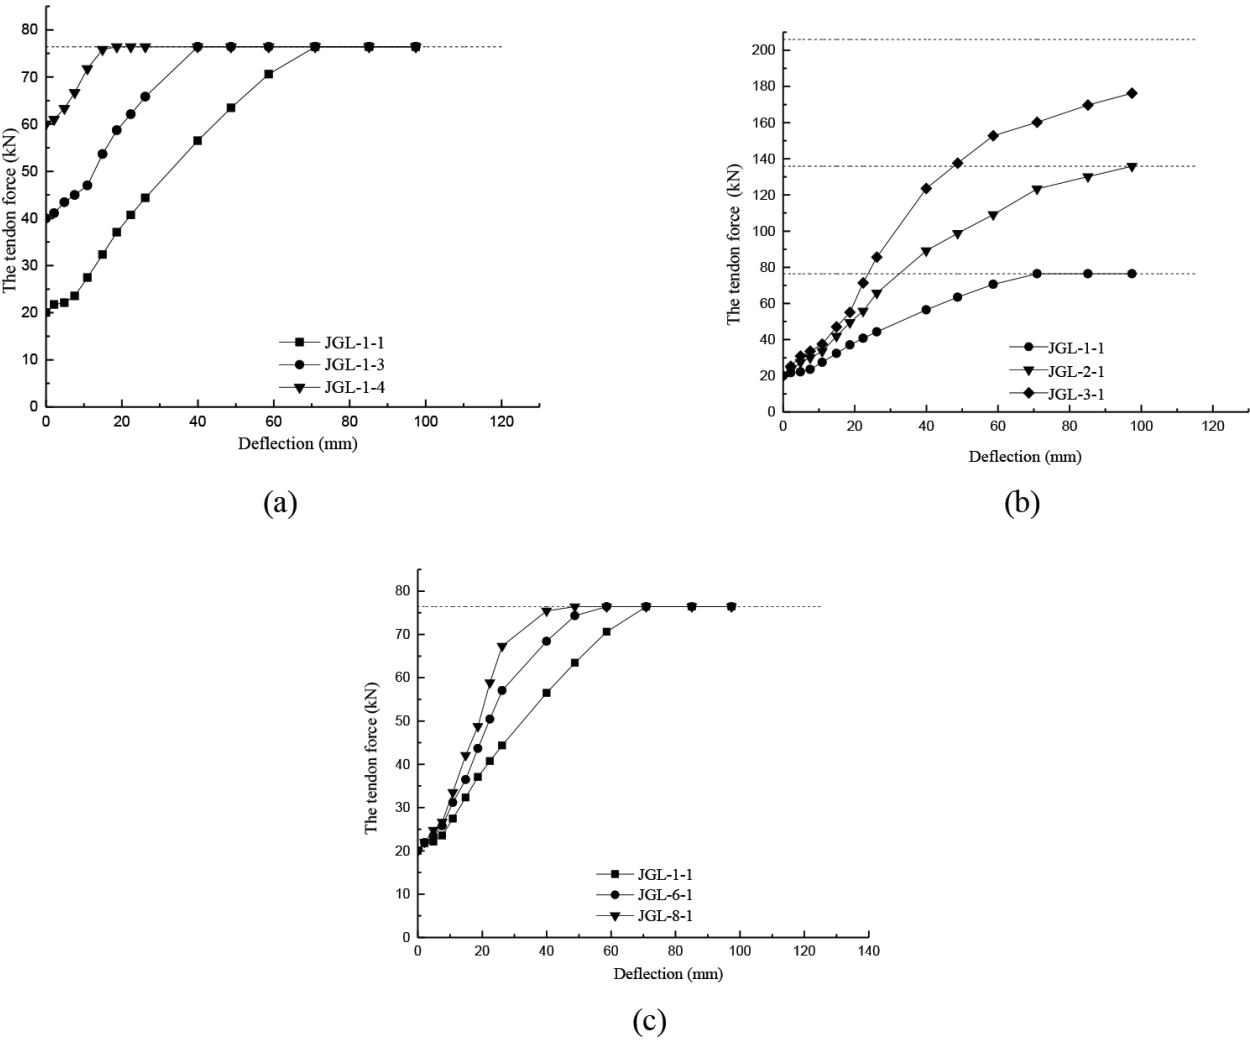 80
70
60
50
40
30
20
10
0
The tendon force (kN)
JGL-1-1
JGL-1-3
JGL-1-4
0 20 40 60 80 100
Deflection (mm)
(a)
200
180
160
140
120
100
80
60
40
20
0
The tendon force (kN)
JGL-1-1
JGL-2-1
JGL-3-1
0 20 40 60 80 100 120
Deflection (mm)
(b)
80
70
60
50
40
30
20
10
0
The tendon force (kN)
JGL-1-1
JGL-6-1
JGL-8-1
0 20 40 60 80 100 120 140
Deflection (mm)
(c)